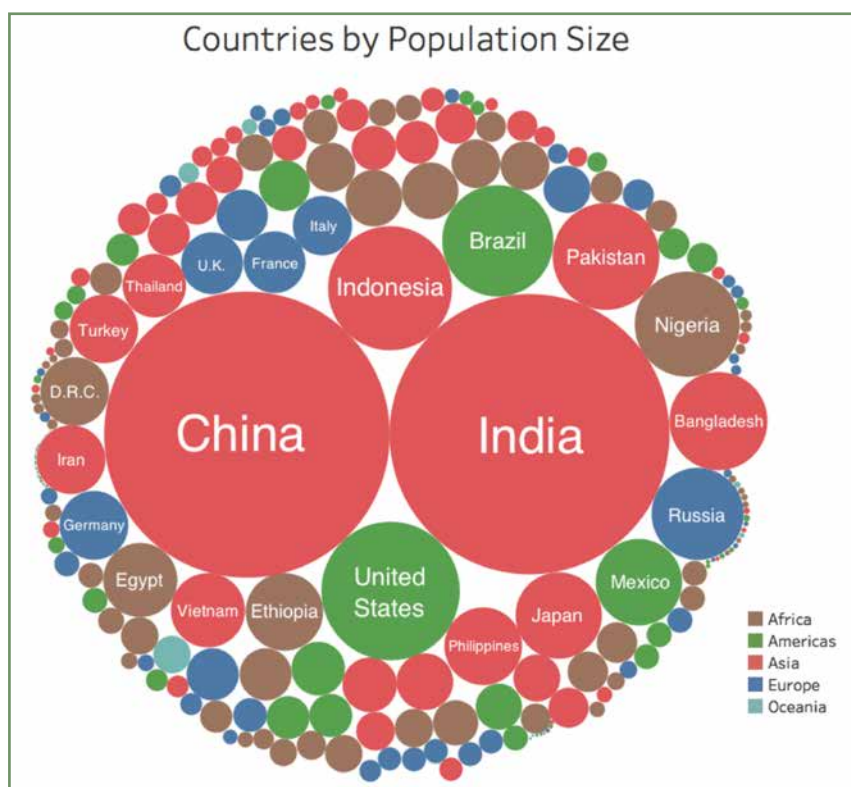 Countries by Population Size
Italy
Brazil
Pakistan
U.K.
France
Thailand
Indonesia
Turkey
Nigeria
D.R.C.
China
India
Bangladesh
Iran
Germany
Russia
Egypt
Vietnam
Ethiopia
United
States
Philippines
Japan
Mexico
Africa
Americas
Asia
Europe
Oceania